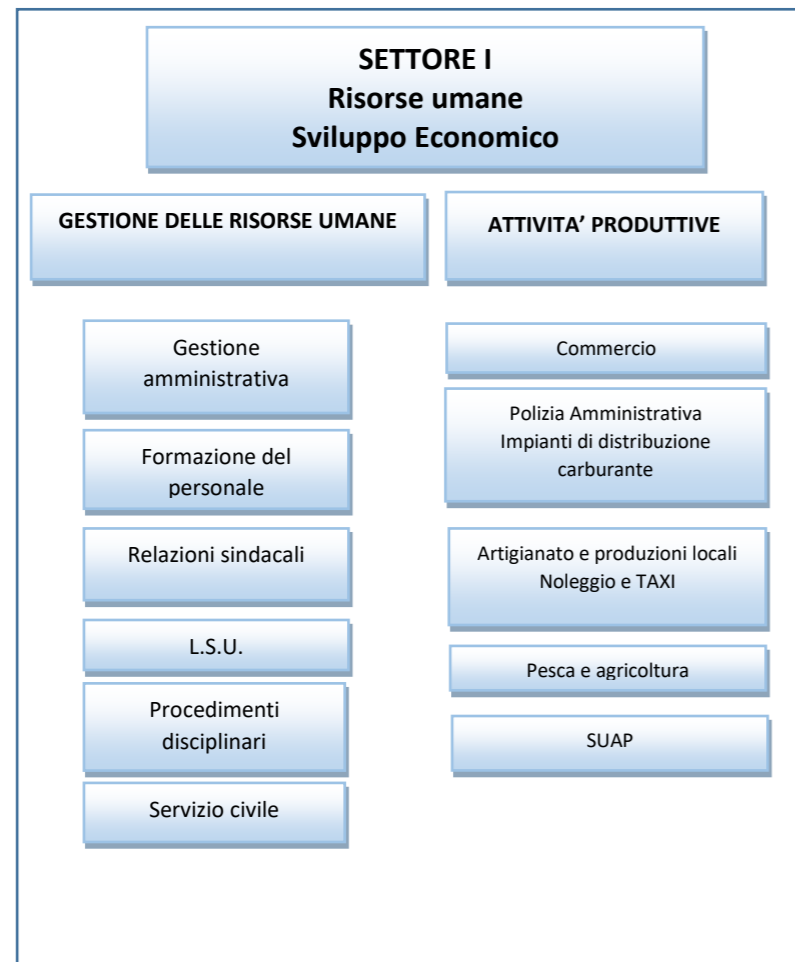 SETTORE I
Risorse umane
Sviluppo Economico
GESTIONE DELLE RISORSE UMANE
Gestione
amministrativa
Formazione del
personale
Relazioni sindacali
L.S.U.
Procedimenti
disciplinari
Servizio civile
ATTIVITA’ PRODUTTIVE
Commercio
Polizia Amministrativa
Impianti di distribuzione
carburante
Artigianato e produzioni locali
Noleggio e TAXI
Pesca e agricoltura
SUAP